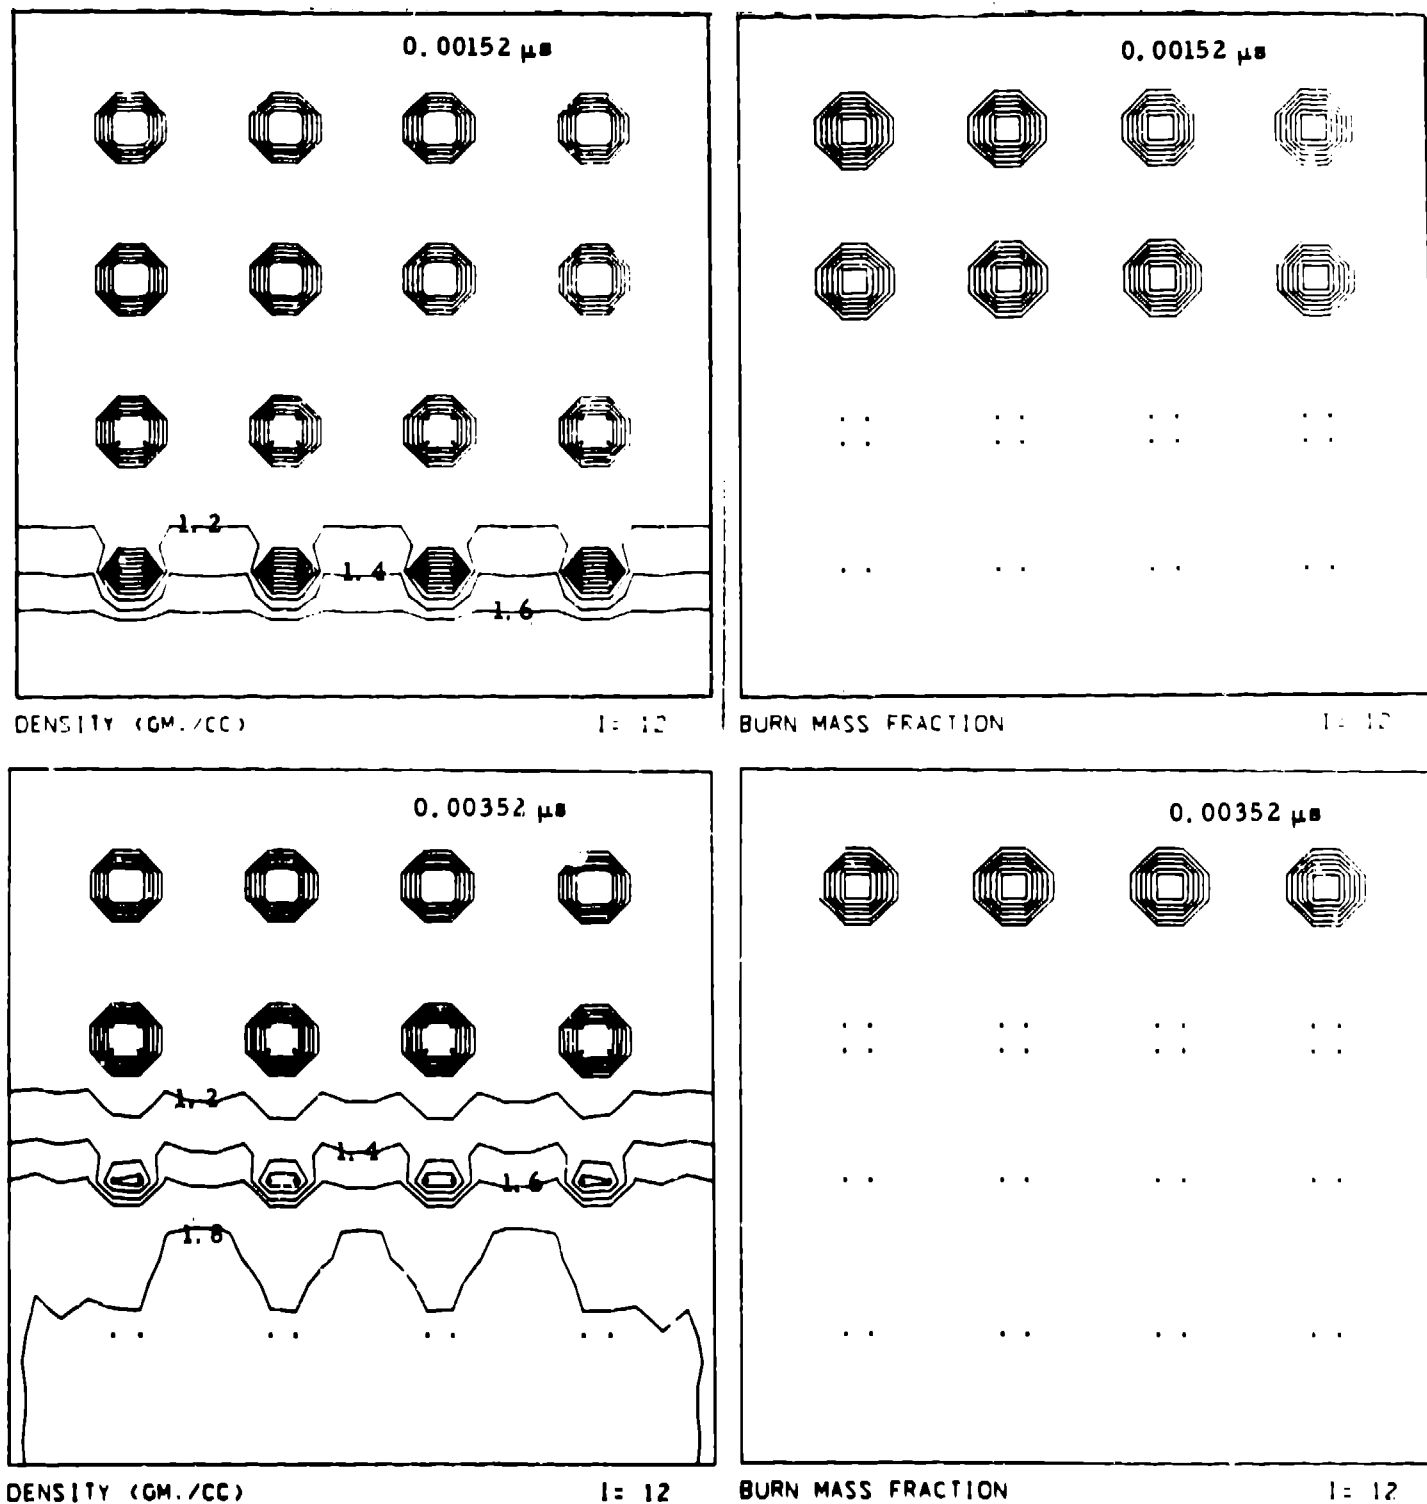 0.00152 μs
0.00152 μs
1.2
1.4
1.6
DENSITY (GM./CC)
I= 12
BURN MASS FRACTION
I= 12
0.00352 μs
0.00352 μs
1.2
1.4
1.6
1.8
DENSITY (GM./CC)
I= 12
BURN MASS FRACTION
I= 12